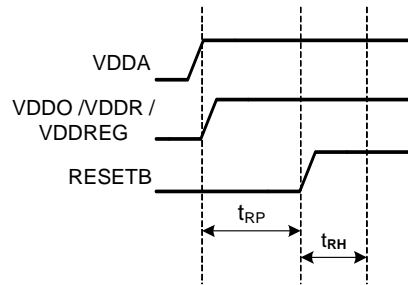 VDDA
VDDO /VDDR /
VDDREG
RESETB
tRP
tRH